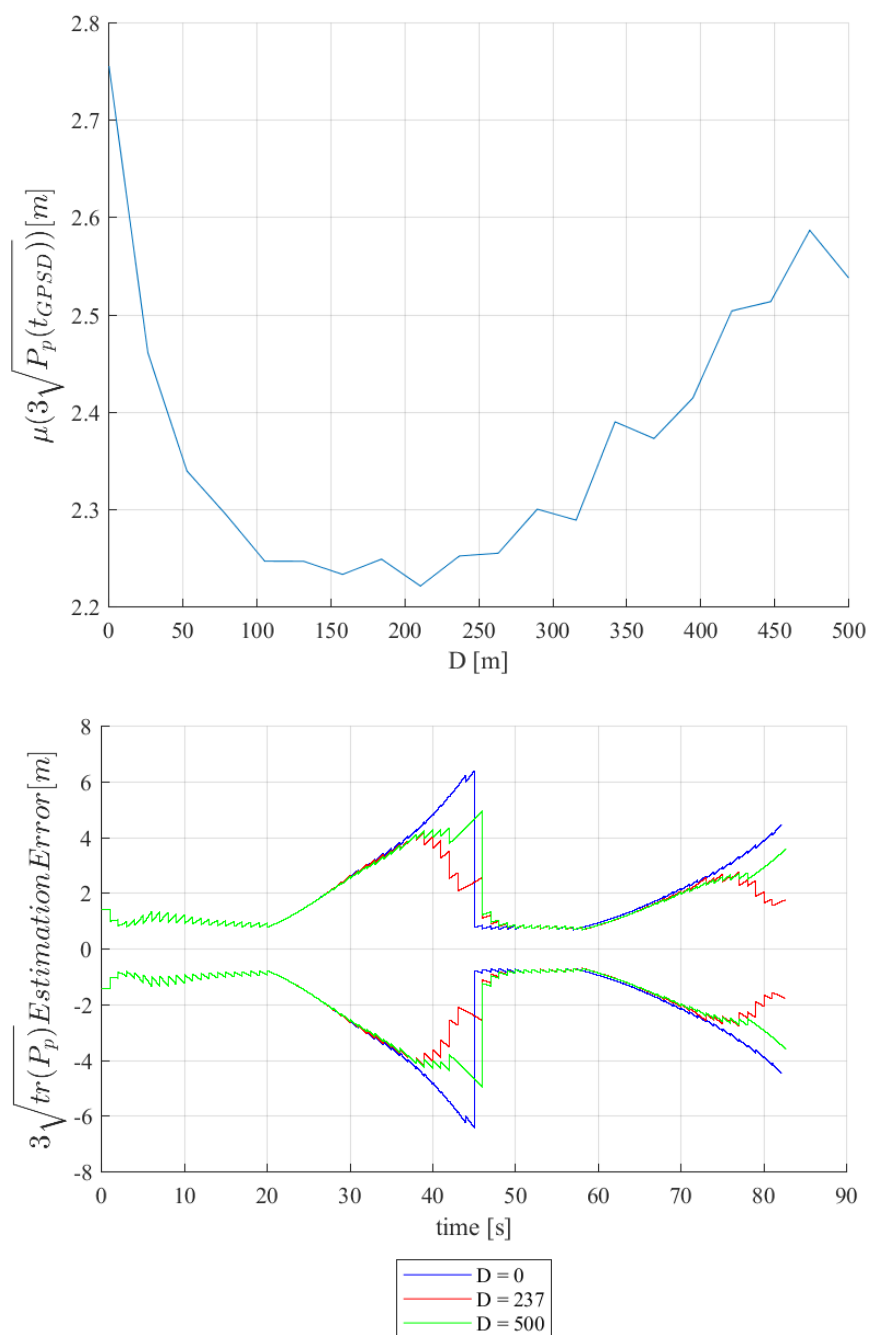 2.8
2.7
2.6
2.5
2.4
2.3
2.2
μ(3√P_p(t_{GPSD})))[m]
0 50 100 150 200 250 300 350 400 450 500
D [m]
8
6
4
2
0
-2
-4
-6
-8
3√tr(P_p)EstimationError[m]
0 10 20 30 40 50 60 70 80 90
time [s]
D = 0
D = 237
D = 500